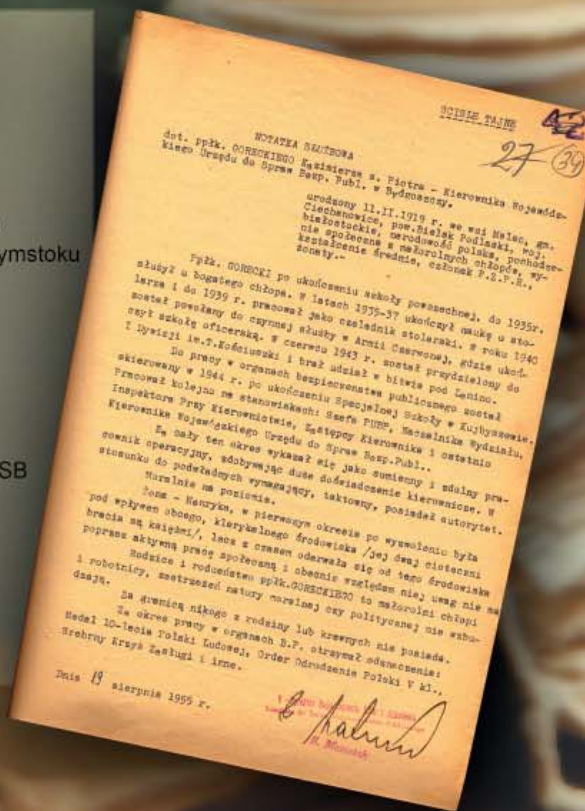 ymstoku
SB
ŚCIŚLE TAJNE
27 34
NOTATKA SŁUŻBOWA
dot. ppłk. GORECKIEGO Kazimierza s. Piotra - Kierownika Wojewódz-
kiego Urzędu do Spraw Bezp. Publ. w Bydgoszczy.
urodzony 11.II.1919 r. we wsi Malec, gm.
Ciechanowice, pow. Bielsk Podlaski, woj.
białostockie, narodowość polska, pochodze-
nie społeczne z małorolnych chłopów, wy-
kształcenie średnie, członek P.Z.P.R.,
żonaty.-
Ppłk. GORECKI po ukończeniu szkoły powszechnej, do 1935r.
służył u bogatego chłopa. W latach 1935-37 ukończył naukę u sto-
larza i do 1939 r. pracował jako czeladnik stolarski. W roku 1940
został powołany do czynnej służby w Armii Czerwonej, gdzie ukoń-
czył szkołę oficerską. W czerwcu 1943 r. został przydzielony do
I Dywizji im.T.Kościuszki i brał udział w bitwie pod Lenino.
Do pracy w organach bezpieczeństwa publicznego został
skierowany w 1944 r. po ukończeniu Specjalnej Szkoły w Kujbyszewie.
Pracował kolejno na stanowiskach: Szefa PUBP, Naczelnika Wydziału,
Inspektora Przy Kierownictwie, Zastępcy Kierownika i ostatnio
Kierownika Wojewódzkiego Urzędu do Spraw Bezp.Publ..
Za cały ten okres wykazał się jako sumienny i zdolny pra-
cownik operacyjny, zdobywając duże doświadczenie kierownicze. W
stosunku do podwładnych wymagający, taktowny, posiadał autorytet.
Moralnie na poziomie.
Żona - Henryka, w pierwszym okresie po wyzwoleniu była
pod wpływem obcego, klerykalnego środowiska /jej dwaj cioteczni
bracia są księżmi/, lecz z czasem oderwała się od tego środowiska
poprzez aktywną pracę społeczną i obecnie względem niej uwag nie ma
Rodzice i rodzeństwo ppłk.GORECKIEGO to małorolni chłopi
i robotnicy, zastrzeżeń natury moralnej czy politycznej nie wzbu-
dzają.
Za granicą nikogo z rodziny lub krewnych nie posiada.
Za okres pracy w organach B.P. otrzymał odznaczenia:
Medal 10-lecia Polski Ludowej, Order Odrodzenia Polski V kl.,
Srebrny Krzyż Zasługi i inne.
Dnia 19 sierpnia 1955 r.